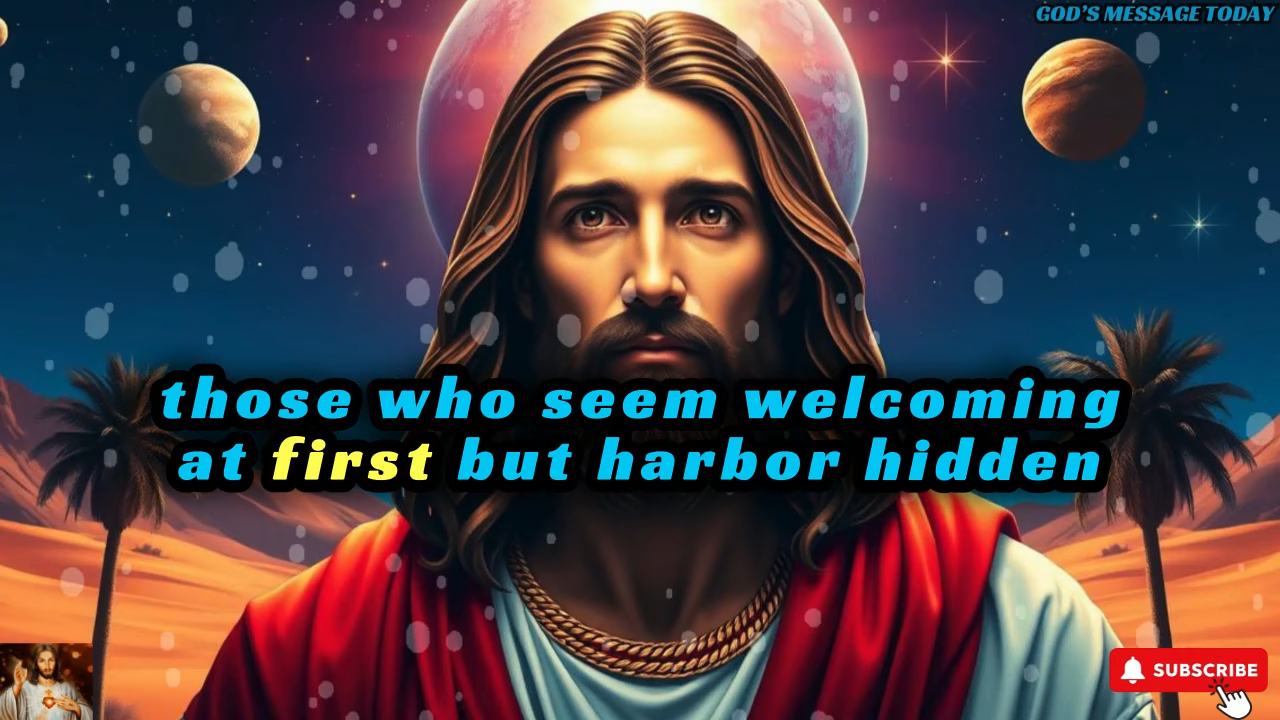 GOD'S MESSAGE TODAY
those who seem welcoming
at first but harbor hidden
SUBSCRIBE